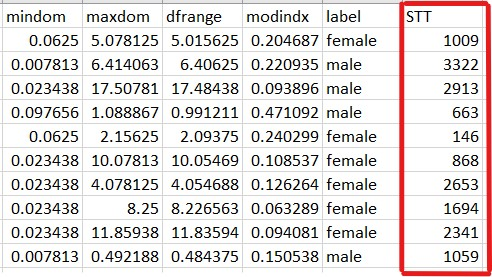 mindom maxdom dfrange modindx label STT
0.0625 5.078125 5.015625 0.204687 female 1009
0.007813 6.414063 6.40625 0.220935 male 3322
0.023438 17.50781 17.48438 0.093896 male 2913
0.097656 1.088867 0.991211 0.471092 male 663
0.0625 2.15625 2.09375 0.240299 female 146
0.023438 10.07813 10.05469 0.108537 female 868
0.023438 4.078125 4.054688 0.126264 female 2653
0.023438 8.25 8.226563 0.063289 female 1694
0.023438 11.85938 11.83594 0.094081 female 2341
0.007813 0.492188 0.484375 0.150538 male 1059